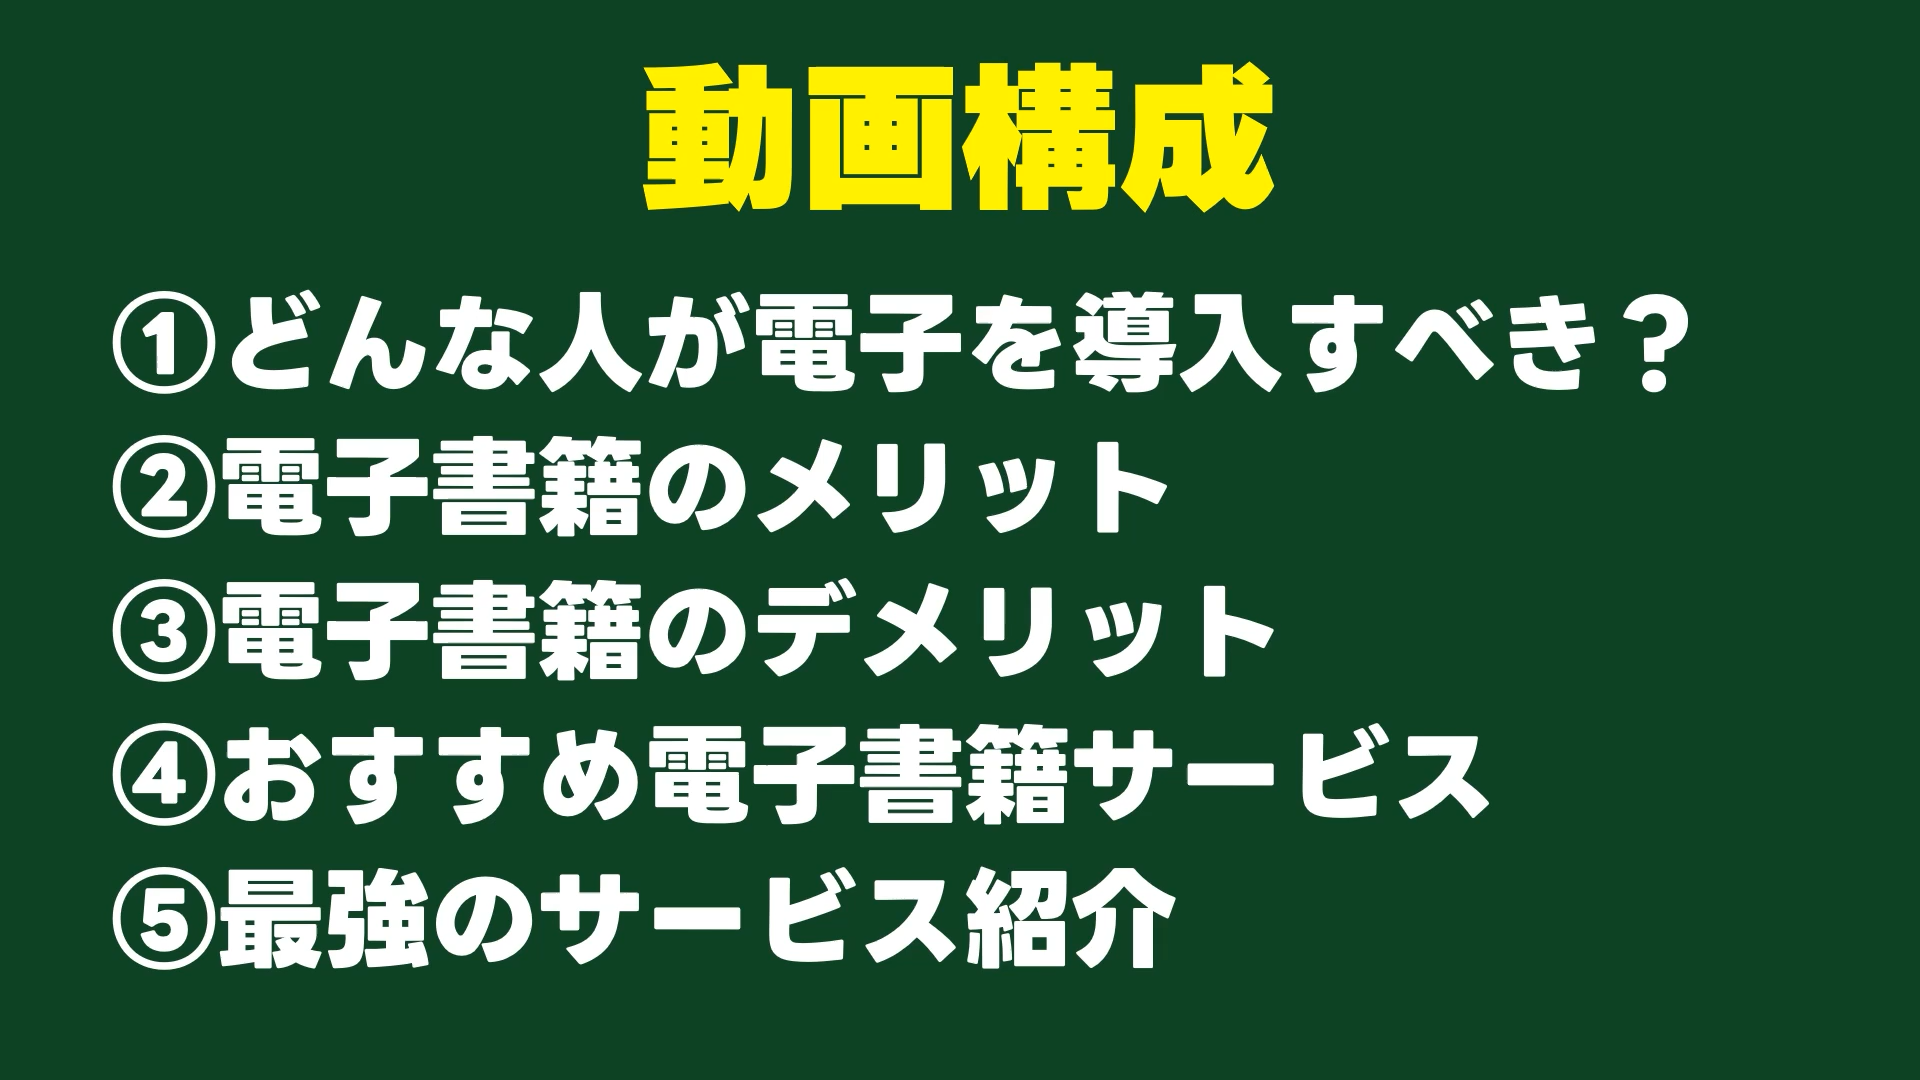 動画構成
①どんな人が電子を導入すべき？
②電子書籍のメリット
③電子書籍のデメリット
④おすすめ電子書籍サービス
⑤最強のサービス紹介